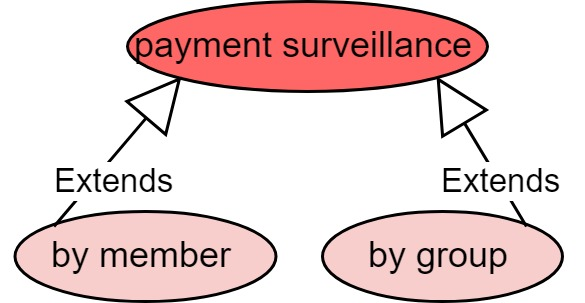 payment surveillance
Extends
Extends
by member
by group